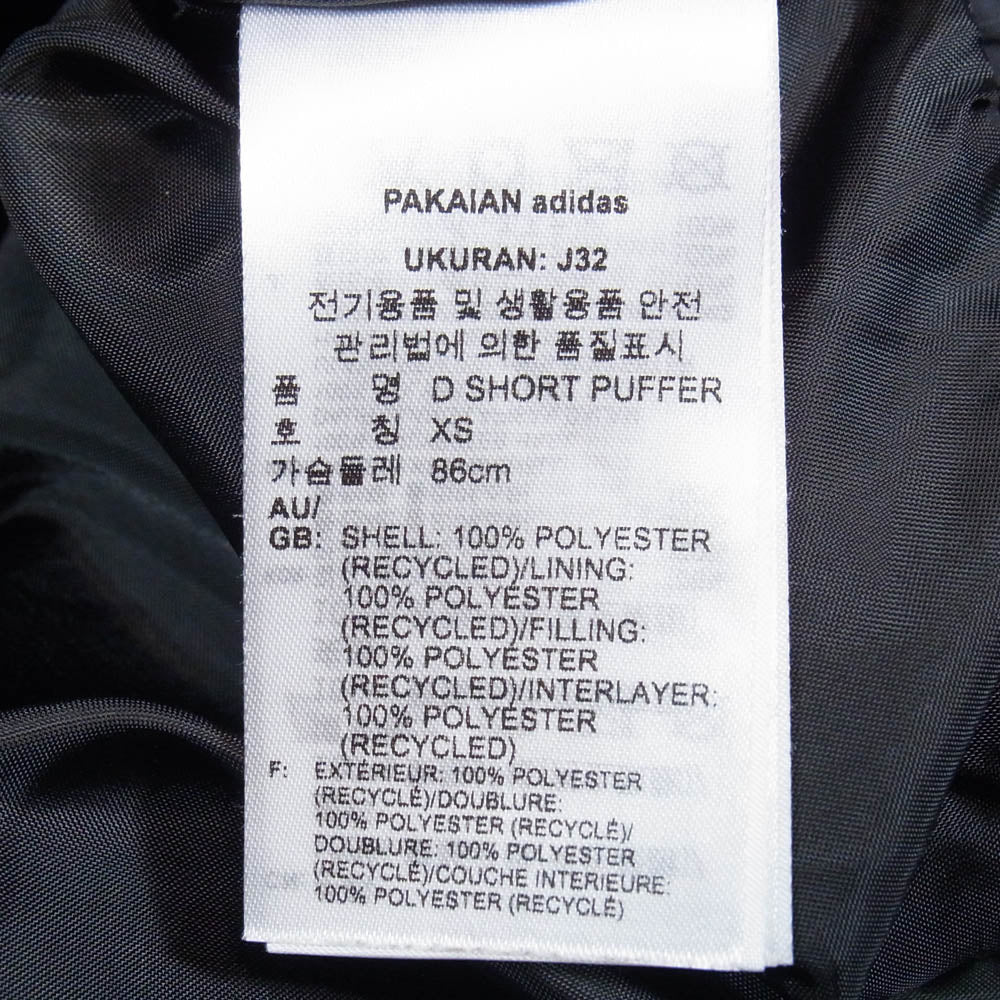 PAKAIAN adidas
UKURAN: J32
전기용품 및 생활용품 안전
관리법에 의한 품질표시
품 명 D SHORT PUFFER
호 칭 XS
가슴둘레 86cm
AU/
GB: SHELL: 100% POLYESTER
(RECYCLED)/LINING:
100% POLYESTER
(RECYCLED)/FILLING:
100% POLYESTER
(RECYCLED)/INTERLAYER:
100% POLYESTER
(RECYCLED)
F: EXTÉRIEUR: 100% POLYESTER
(RECYCLÉ)/DOUBLURE:
100% POLYESTER (RECYCLÉ)/
DOUBLURE: 100% POLYESTER
(RECYCLÉ)/COUCHE INTERIEURE:
100% POLYESTER (RECYCLÉ)